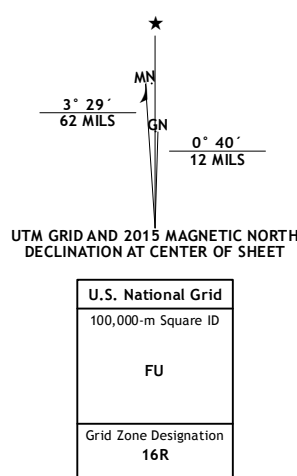 ★
MN
3° 29´
62 MILS
GN
0° 40´
12 MILS
UTM GRID AND 2015 MAGNETIC NORTH
DECLINATION AT CENTER OF SHEET
U.S. National Grid
100,000-m Square ID
FU
Grid Zone Designation
16R